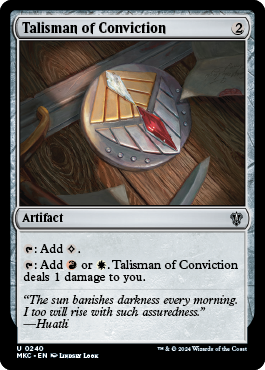 Talisman of Conviction 2
Artifact
: Add .
: Add or . Talisman of Conviction
deals 1 damage to you.
“The sun banishes darkness every morning.
I too will rise with such assuredness.”
—Huatli
U 0240
MKC • EN Lindsey Look
™ & © 2024 Wizards of the Coast